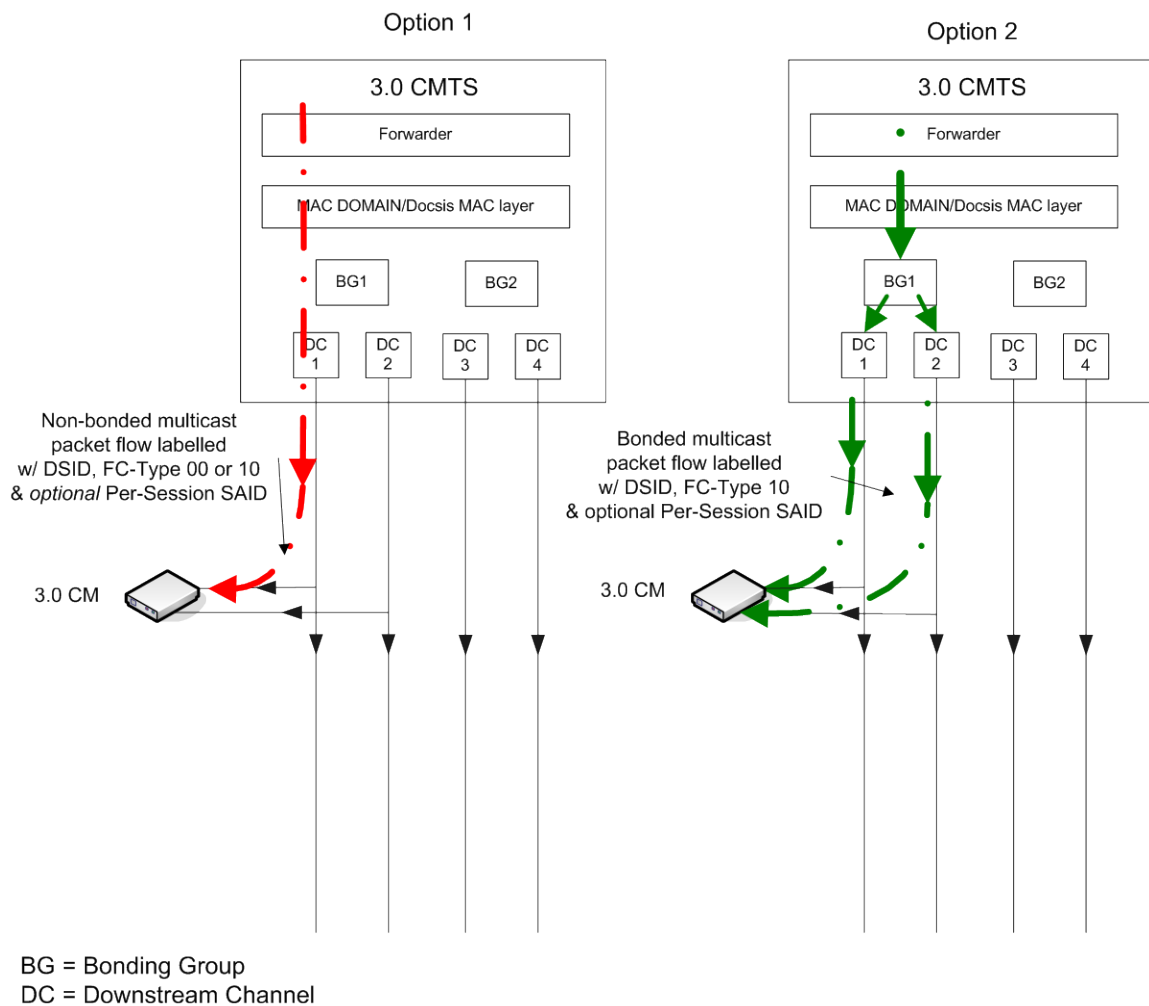 Option 1
3.0 CMTS
Forwarder
MAC DOMAIN/Docsis MAC layer
BG1
BG2
DC
1
DC
2
DC
3
DC
4
Non-bonded multicast
packet flow labelled
w/ DSID, FC-Type 00 or 10
& optional Per-Session SAID
3.0 CM
Option 2
3.0 CMTS
Forwarder
MAC DOMAIN/Docsis MAC layer
BG1
BG2
DC
1
DC
2
DC
3
DC
4
Bonded multicast
packet flow labelled
w/ DSID, FC-Type 10
& optional Per-Session SAID
3.0 CM
BG = Bonding Group
DC = Downstream Channel